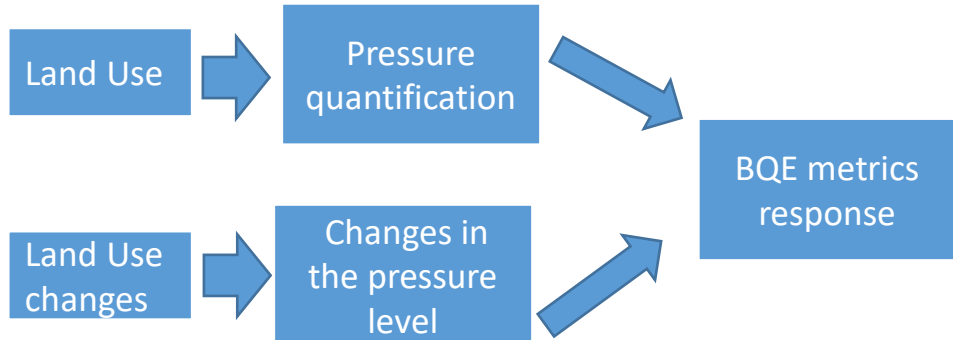 Land Use
Pressure
quantification
BQE metrics
response
Land Use
changes
Changes in
the pressure
level